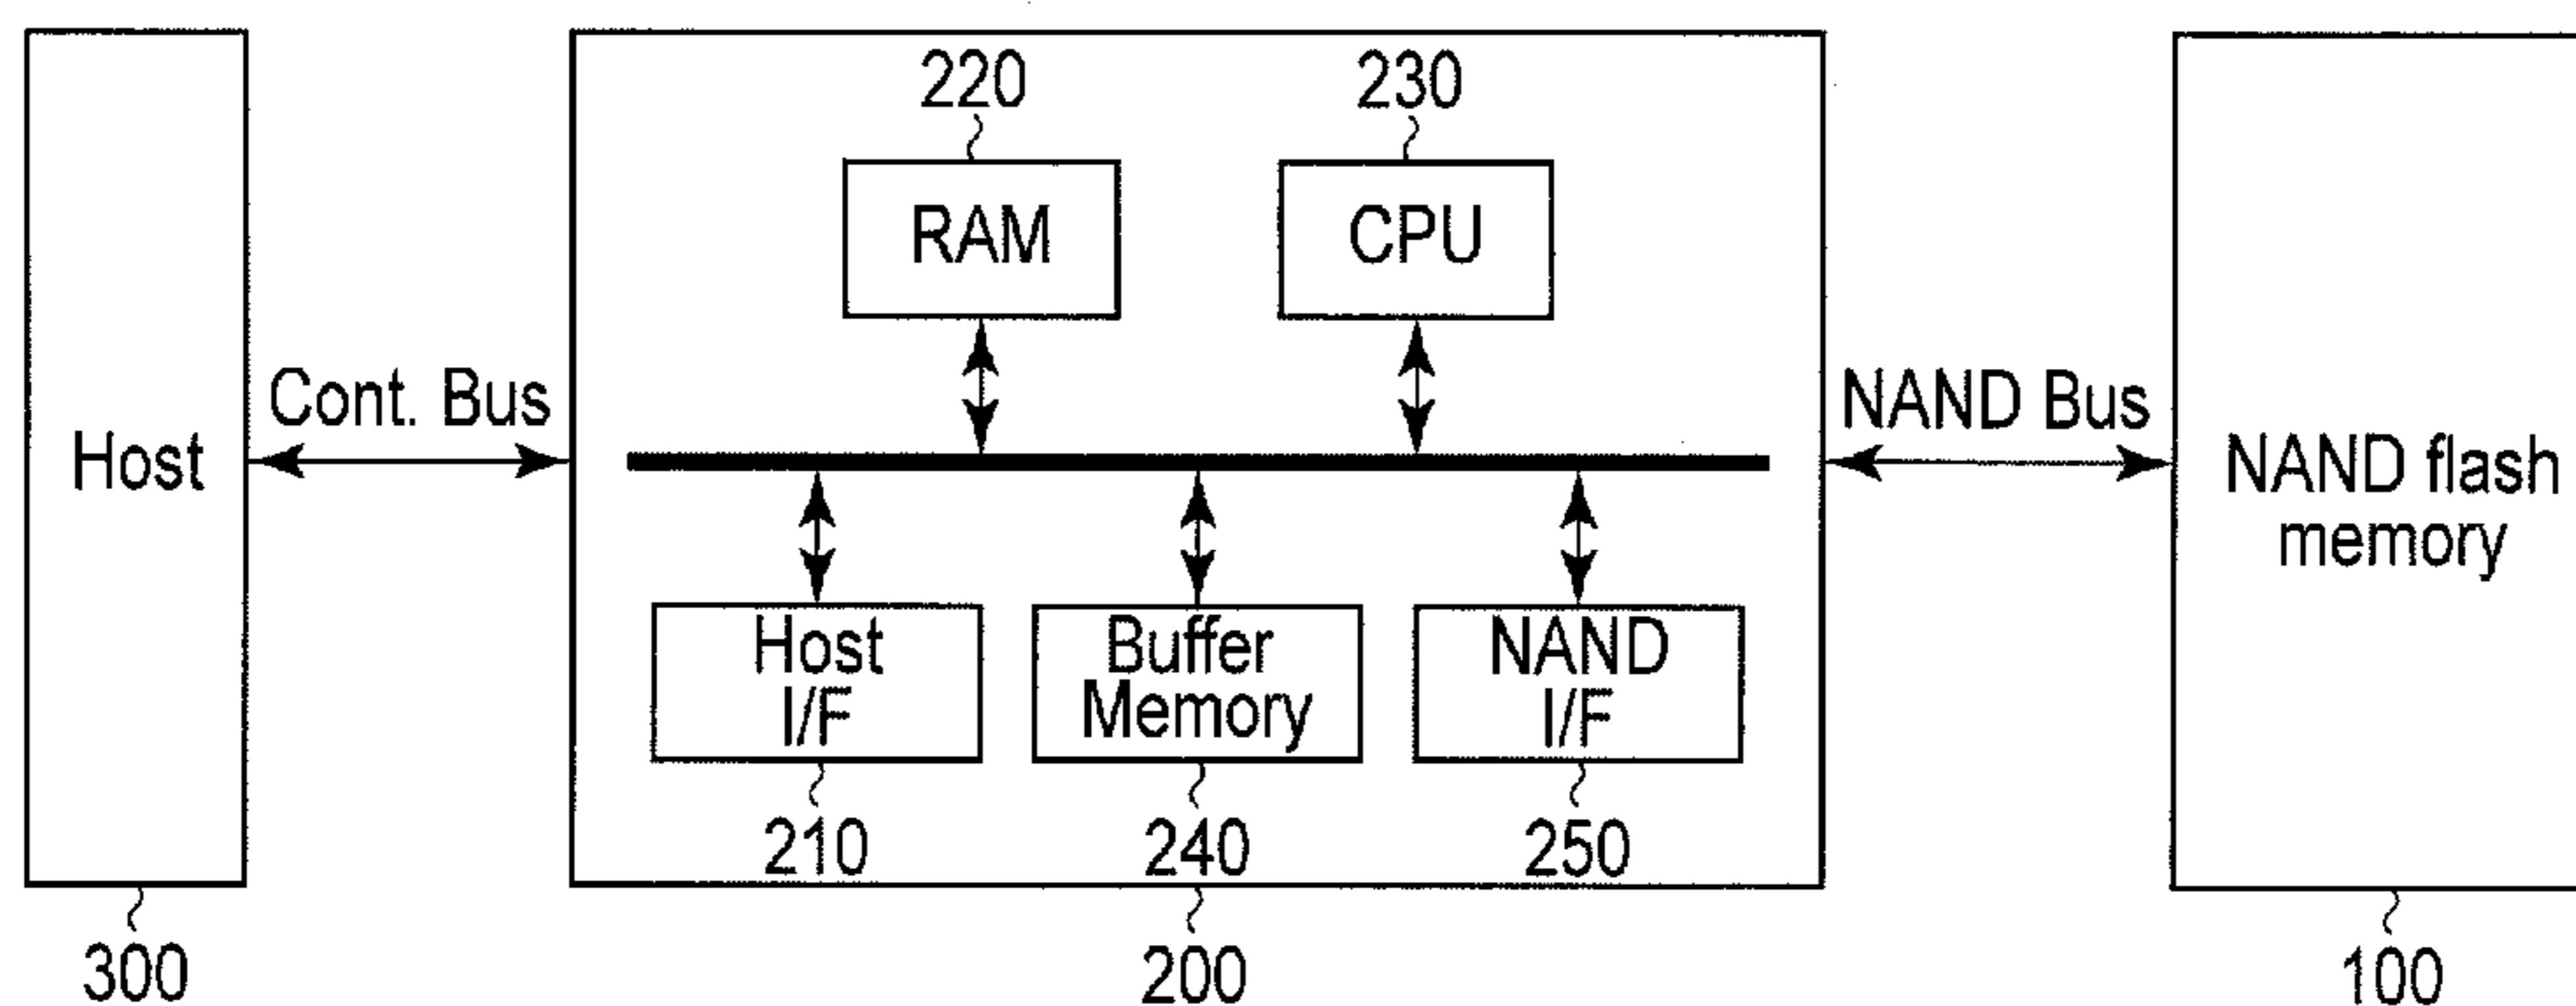 220
230
RAM
CPU
Cont. Bus
NAND Bus
Host
NAND flash
memory
Host
I/F
Buffer
Memory
NAND
I/F
210
240
250
300
200
100